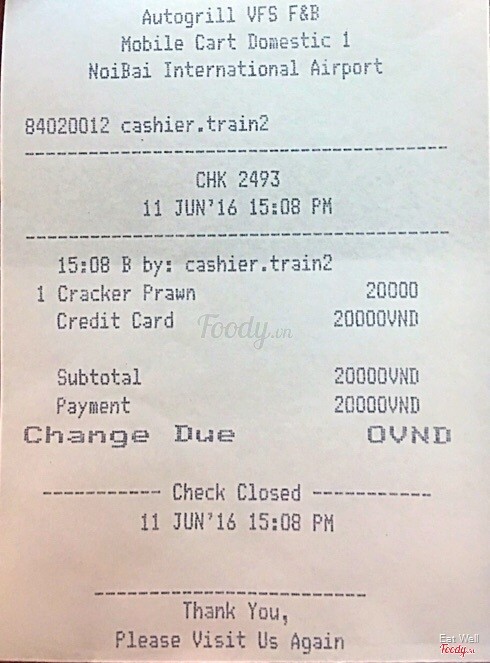 Autogrill VFS F&B
Mobile Cart Domestic 1
NoiBai International Airport
84020012 cashier.train2
------------------------------------
CHK 2493
11 JUN'16 15:08 PM
------------------------------------
15:08 B by: cashier.train2
1 Cracker Prawn 20000
Credit Card 20000VND
Foody.vn
Subtotal 20000VND
Payment 20000VND
Change Due 0VND
----------- Check Closed -----------
11 JUN'16 15:08 PM
-------------------------
Thank You,
Please Visit Us Again
Eat Well
Foody.vn